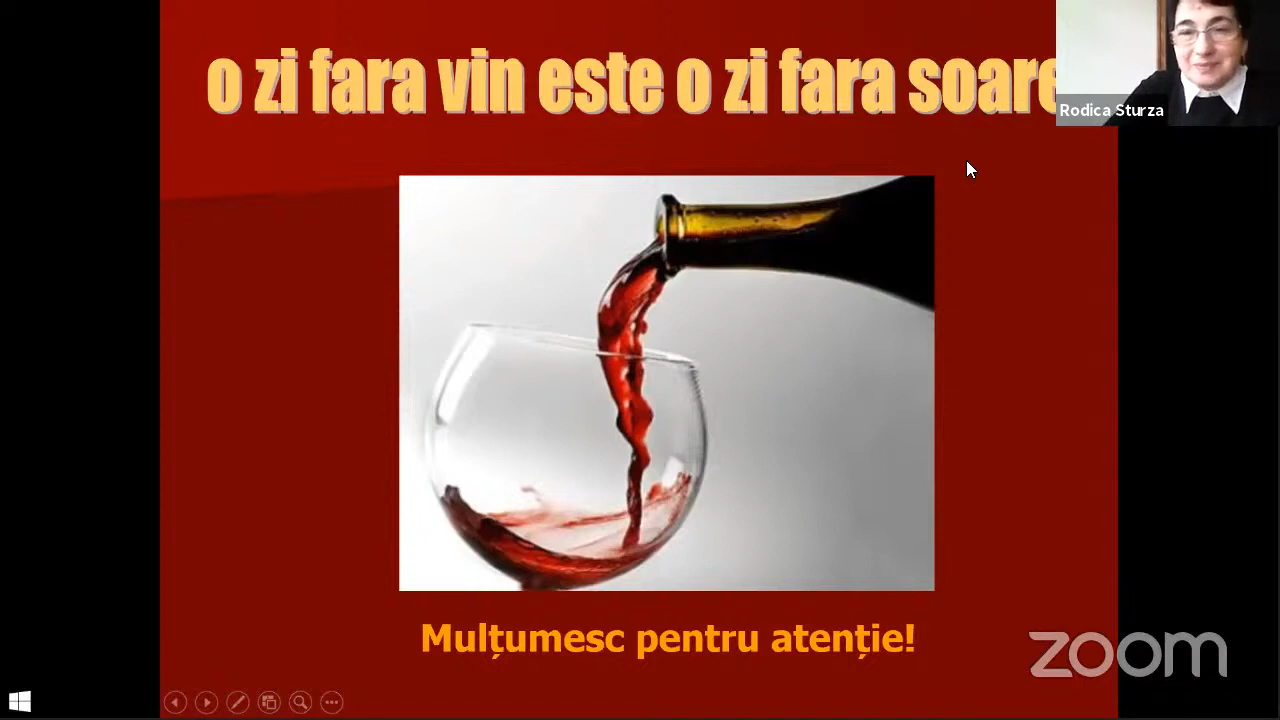 o zi fara vin este o zi fara soare
Rodica Sturza
Mulțumesc pentru atenție!
zoom